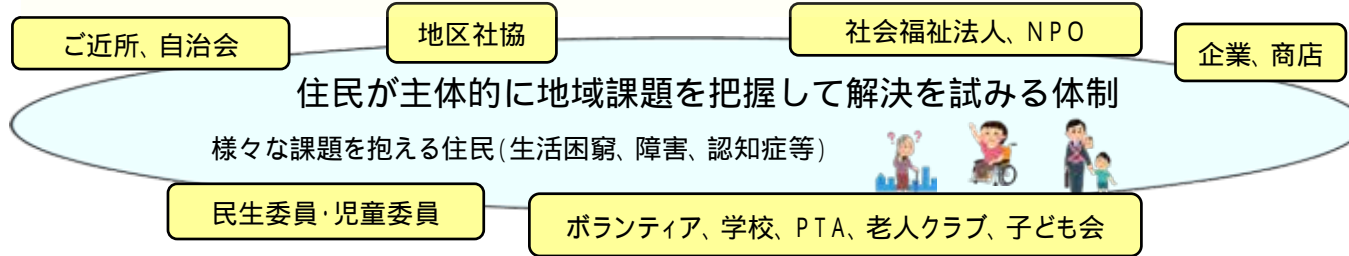 ご近所、自治会
地区社協
社会福祉法人、NPO
企業、商店
住民が主体的に地域課題を把握して解決を試みる体制
様々な課題を抱える住民(生活困窮、障害、認知症等)
民生委員・児童委員
ボランティア、学校、PTA、老人クラブ、子ども会